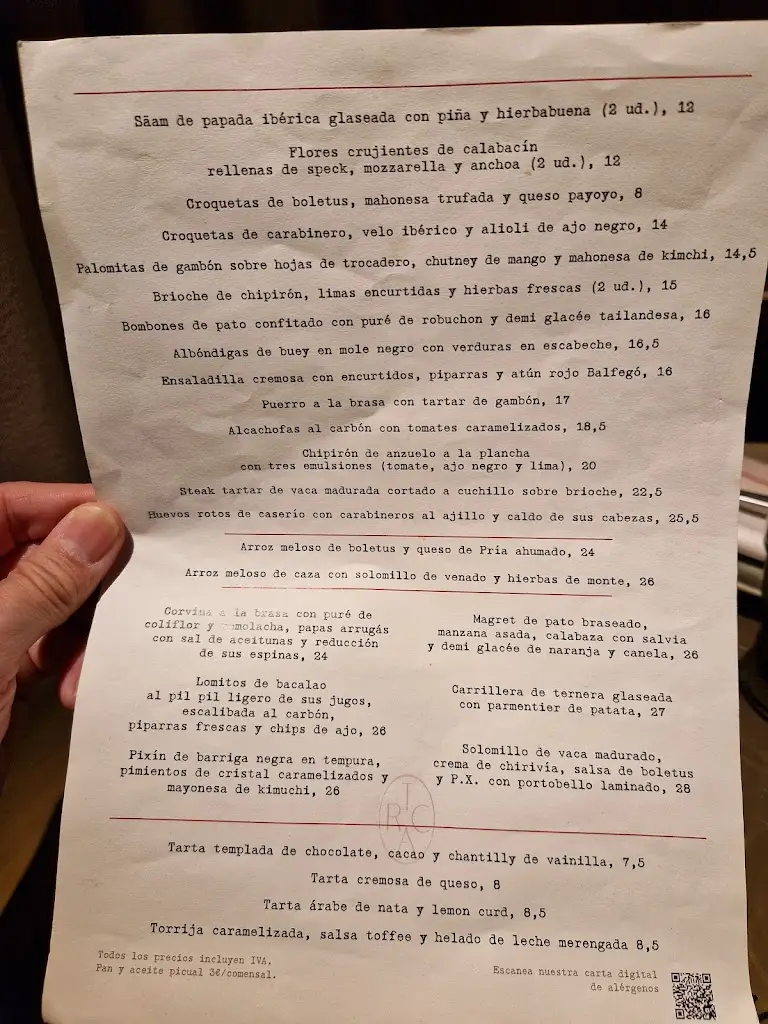 Säam de papada ibérica glaseada con piña y hierbabuena (2 ud.), 12
Flores crujientes de calabacín
rellenas de speck, mozzarella y anchoa (2 ud.), 12
Croquetas de boletus, mahonesa trufada y queso payoyo, 8
Croquetas de carabinero, velo ibérico y alioli de ajo negro, 14
Palomitas de gambón sobre hojas de trocadero, chutney de mango y mahonesa de kimchi, 14,5
Brioche de chipirón, limas encurtidas y hierbas frescas (2 ud.), 15
Bombones de pato confitado con puré de robuchon y demi glacée tailandesa, 16
Albóndigas de buey en mole negro con verduras en escabeche, 16,5
Ensaladilla cremosa con encurtidos, piparras y atún rojo Balfegó, 16
Puerro a la brasa con tartar de gambón, 17
Alcachofas al carbón con tomates caramelizados, 18,5
Chipirón de anzuelo a la plancha
con tres emulsiones (tomate, ajo negro y lima), 20
Steak tartar de vaca madurada cortado a cuchillo sobre brioche, 22,5
Huevos rotos de caserío con carabineros al ajillo y caldo de sus cabezas, 25,5
Arroz meloso de boletus y queso de Pría ahumado, 24
Arroz meloso de caza con solomillo de venado y hierbas de monte, 26
Corvina a la brasa con puré de
coliflor y remolacha, papas arrugás
con sal de aceitunas y reducción
de sus espinas, 24
Lomitos de bacalao
al pil pil ligero de sus jugos,
escalibada al carbón,
piparras frescas y chips de ajo, 26
Pixín de barriga negra en tempura,
pimientos de cristal caramelizados y
mayonesa de kimuchi, 26
Magret de pato braseado,
manzana asada, calabaza con salvia
y demi glacée de naranja y canela, 26
Carrillera de ternera glaseada
con parmentier de patata, 27
Solomillo de vaca madurado,
crema de chirivía, salsa de boletus
y P.X. con portobello laminado, 28
T
R C
A
Tarta templada de chocolate, cacao y chantilly de vainilla, 7,5
Tarta cremosa de queso, 8
Tarta árabe de nata y lemon curd, 8,5
Torrija caramelizada, salsa toffee y helado de leche merengada 8,5
Todos los precios incluyen IVA.
Pan y aceite picual 3€/comensal.
Escanea nuestra carta digital
de alérgenos